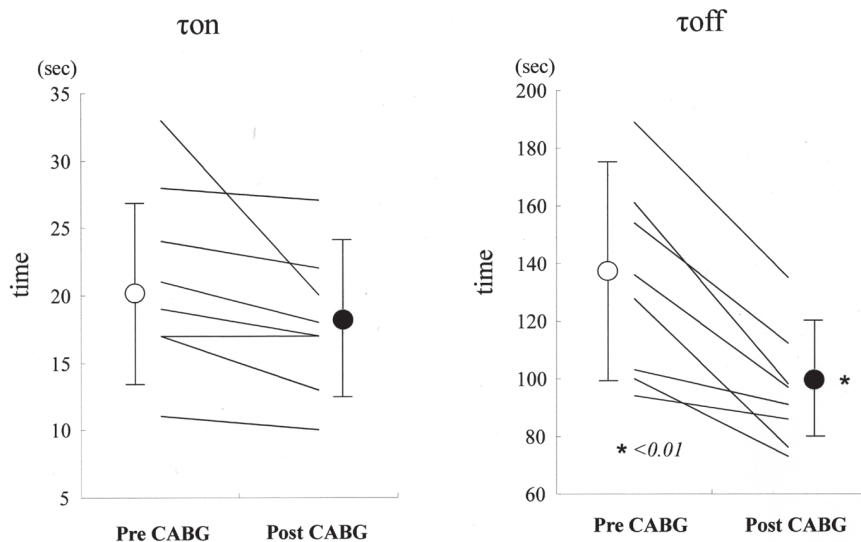 τon
(sec)
35
30
25
20
15
10
5
time
Pre CABG Post CABG
τoff
(sec)
200
180
160
140
120
100
80
60
time
*
* <0.01
Pre CABG Post CABG